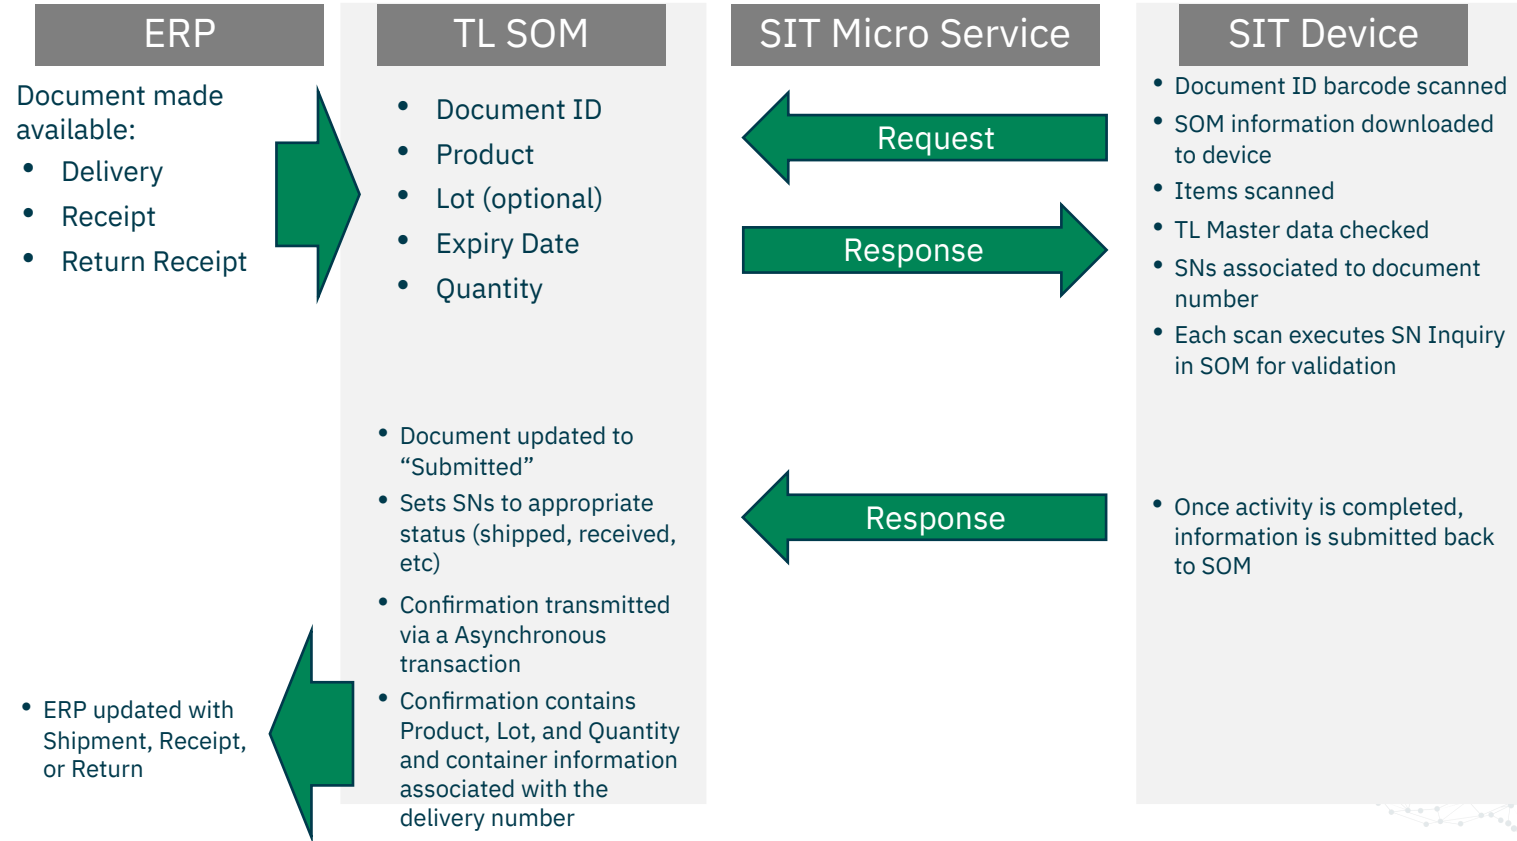 ERP
TL SOM
SIT Micro Service
SIT Device
Document made
available:
• Delivery
• Receipt
• Return Receipt
• Document ID
• Product
• Lot (optional)
• Expiry Date
• Quantity
Request
Response
• Document ID barcode scanned
• SOM information downloaded
to device
• Items scanned
• TL Master data checked
• SNs associated to document
number
• Each scan executes SN Inquiry
in SOM for validation
• Document updated to
“Submitted”
• Sets SNs to appropriate
status (shipped, received,
etc)
• Confirmation transmitted
via a Asynchronous
transaction
• Confirmation contains
Product, Lot, and Quantity
and container information
associated with the
delivery number
Response
• Once activity is completed,
information is submitted back
to SOM
• ERP updated with
Shipment, Receipt,
or Return